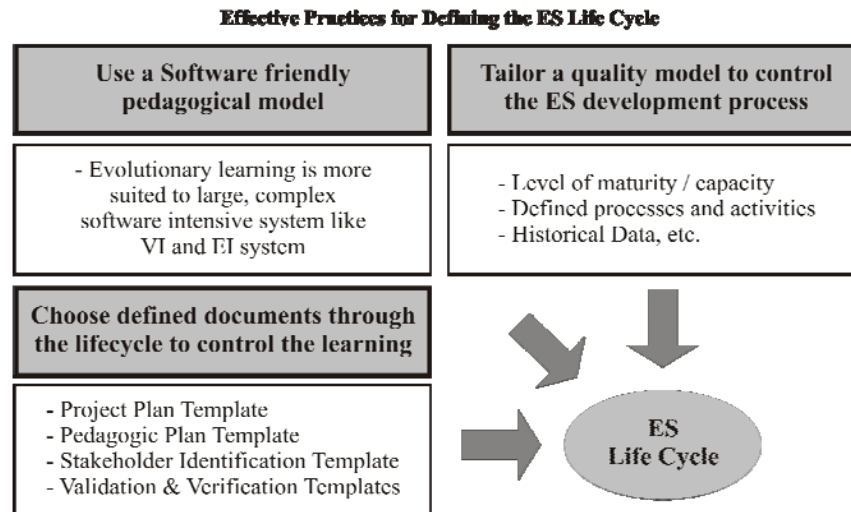 Effective Practices for Defining the ES Life Cycle
Use a Software friendly
pedagogical model
- Evolutionary learning is more
suited to large, complex
software intensive system like
VI and EI system
Tailor a quality model to control
the ES development process
- Level of maturity / capacity
- Defined processes and activities
- Historical Data, etc.
Choose defined documents through
the lifecycle to control the learning
- Project Plan Template
- Pedagogic Plan Template
- Stakeholder Identification Template
- Validation & Verification Templates
ES
Life Cycle